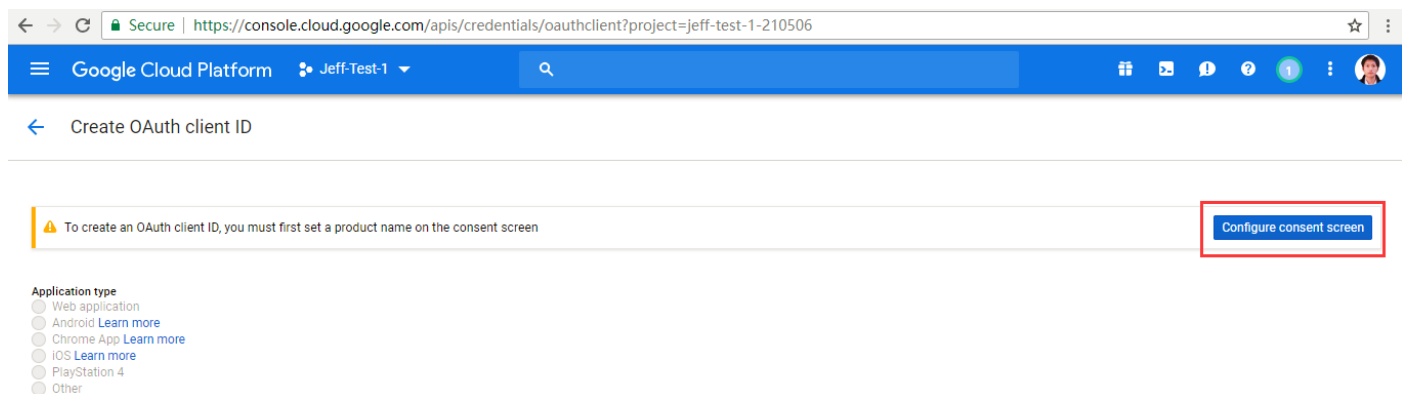 Secure | https://console.cloud.google.com/apis/credentials/oauthclient?project=jeff-test-1-210506
Google Cloud Platform Jeff-Test-1 1
Create OAuth client ID
To create an OAuth client ID, you must first set a product name on the consent screen Configure consent screen
Application type
Web application
Android Learn more
Chrome App Learn more
iOS Learn more
PlayStation 4
Other